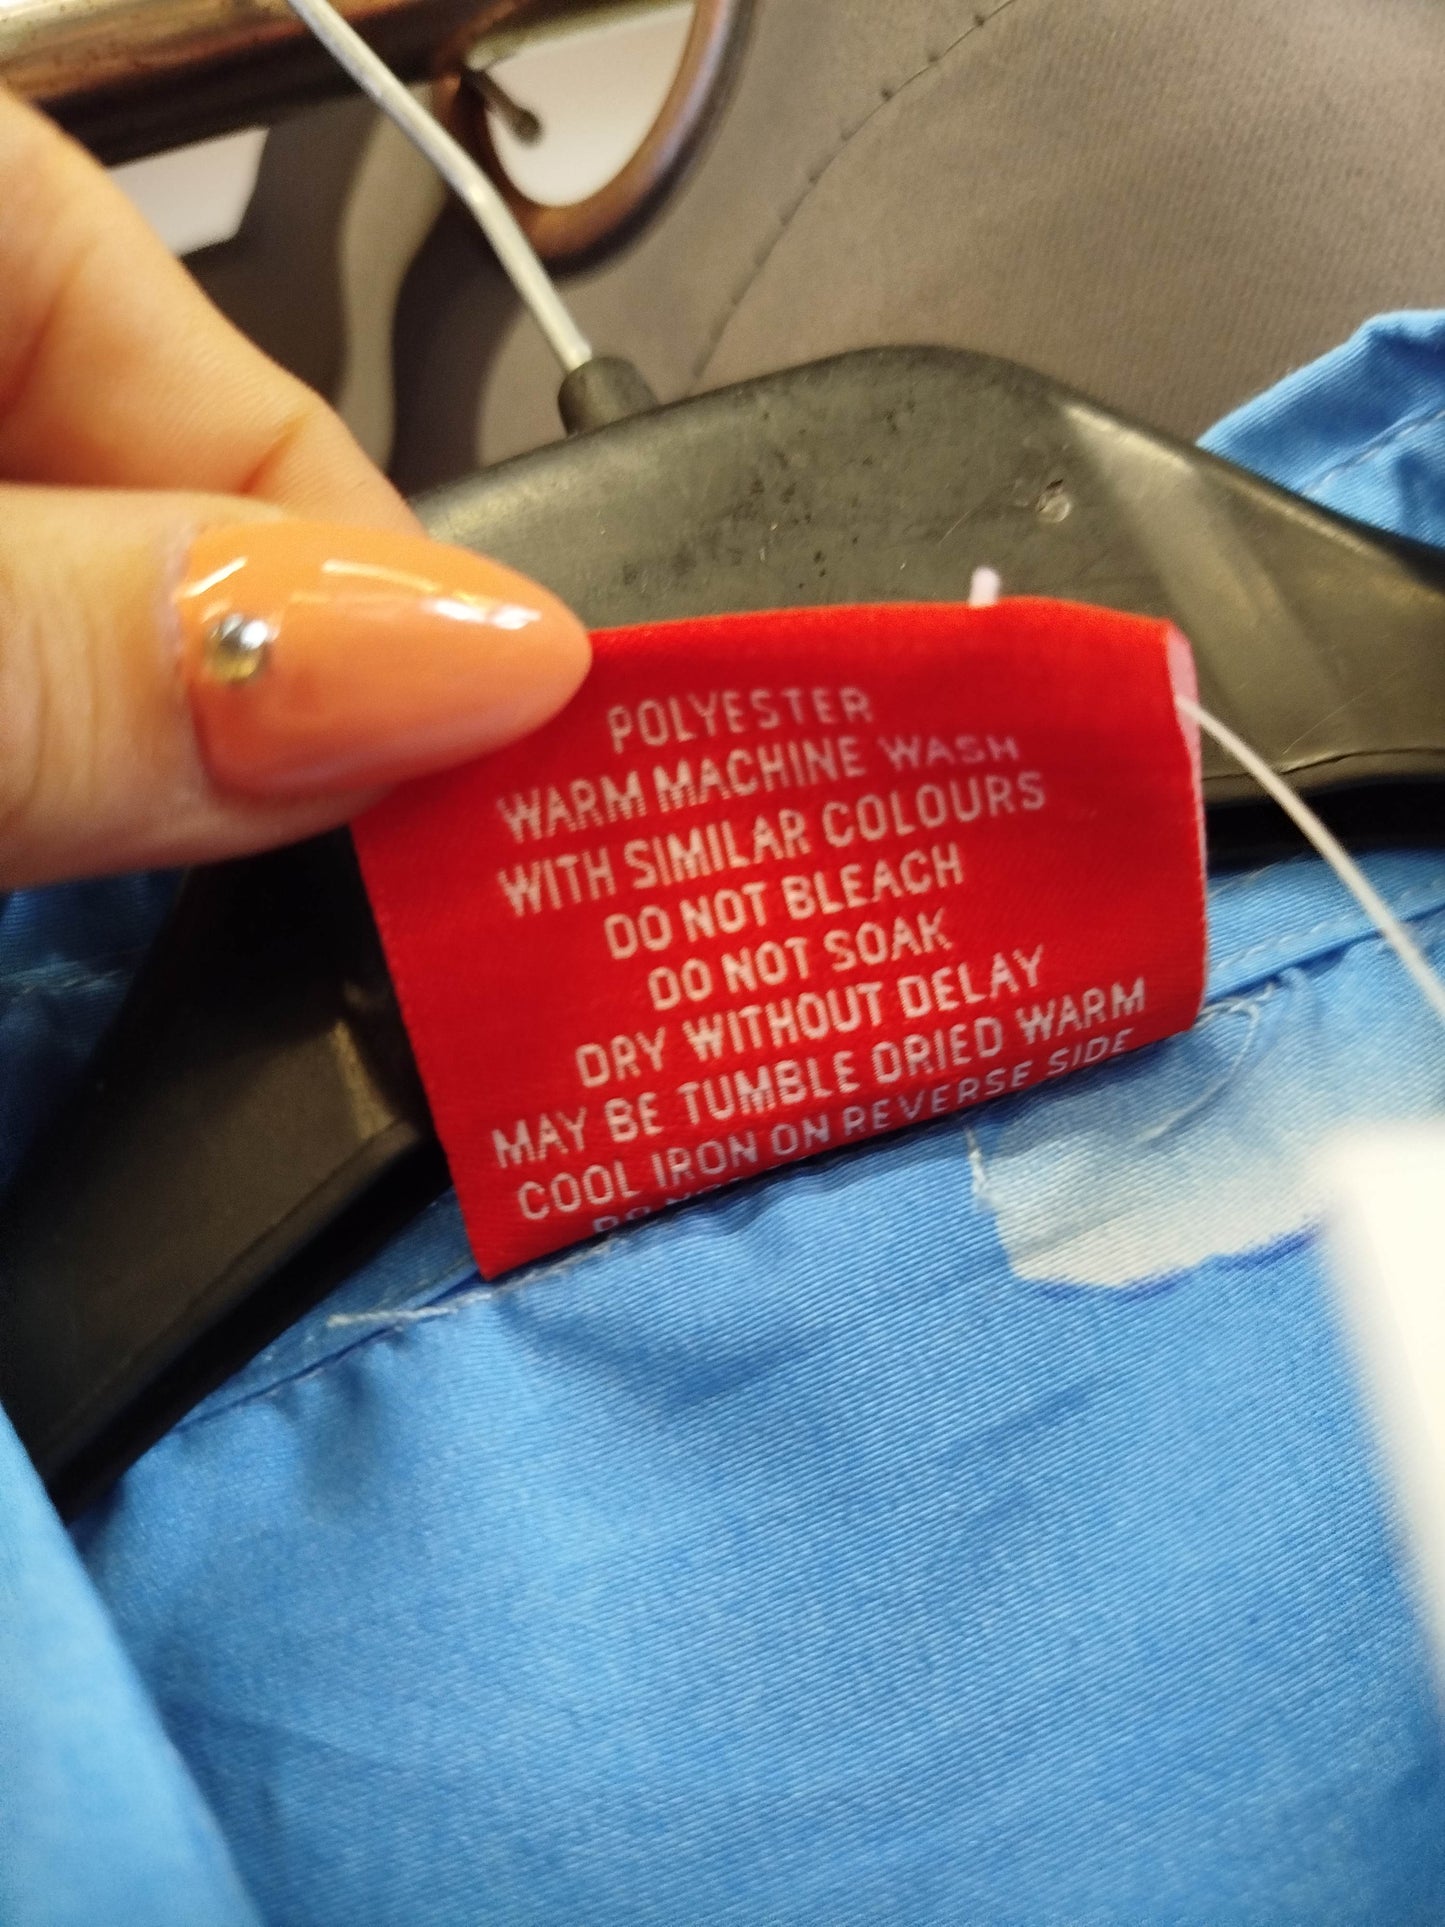 POLYESTER
WARM MACHINE WASH
WITH SIMILAR COLOURS
DO NOT BLEACH
DO NOT SOAK
DRY WITHOUT DELAY
MAY BE TUMBLE DRIED WARM
COOL IRON ON REVERSE SIDE